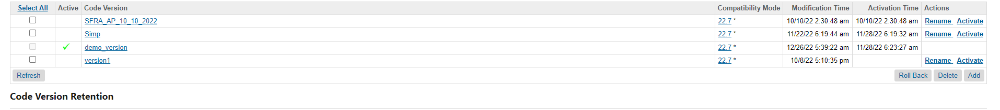 Select All Active Code Version Compatibility Mode Modification Time Activation Time Actions
SFRA_AP_10_10_2022 22.7 * 10/10/22 2:30:48 am 10/10/22 2:30:48 am Rename Activate
Simp 22.7 * 11/22/22 6:19:44 am 11/28/22 6:19:32 am Rename Activate
demo_version 22.7 * 12/26/22 5:39:22 am 11/28/22 6:23:27 am
version1 22.7 * 10/8/22 5:10:35 pm Rename Activate
Refresh Roll Back Delete Add
Code Version Retention